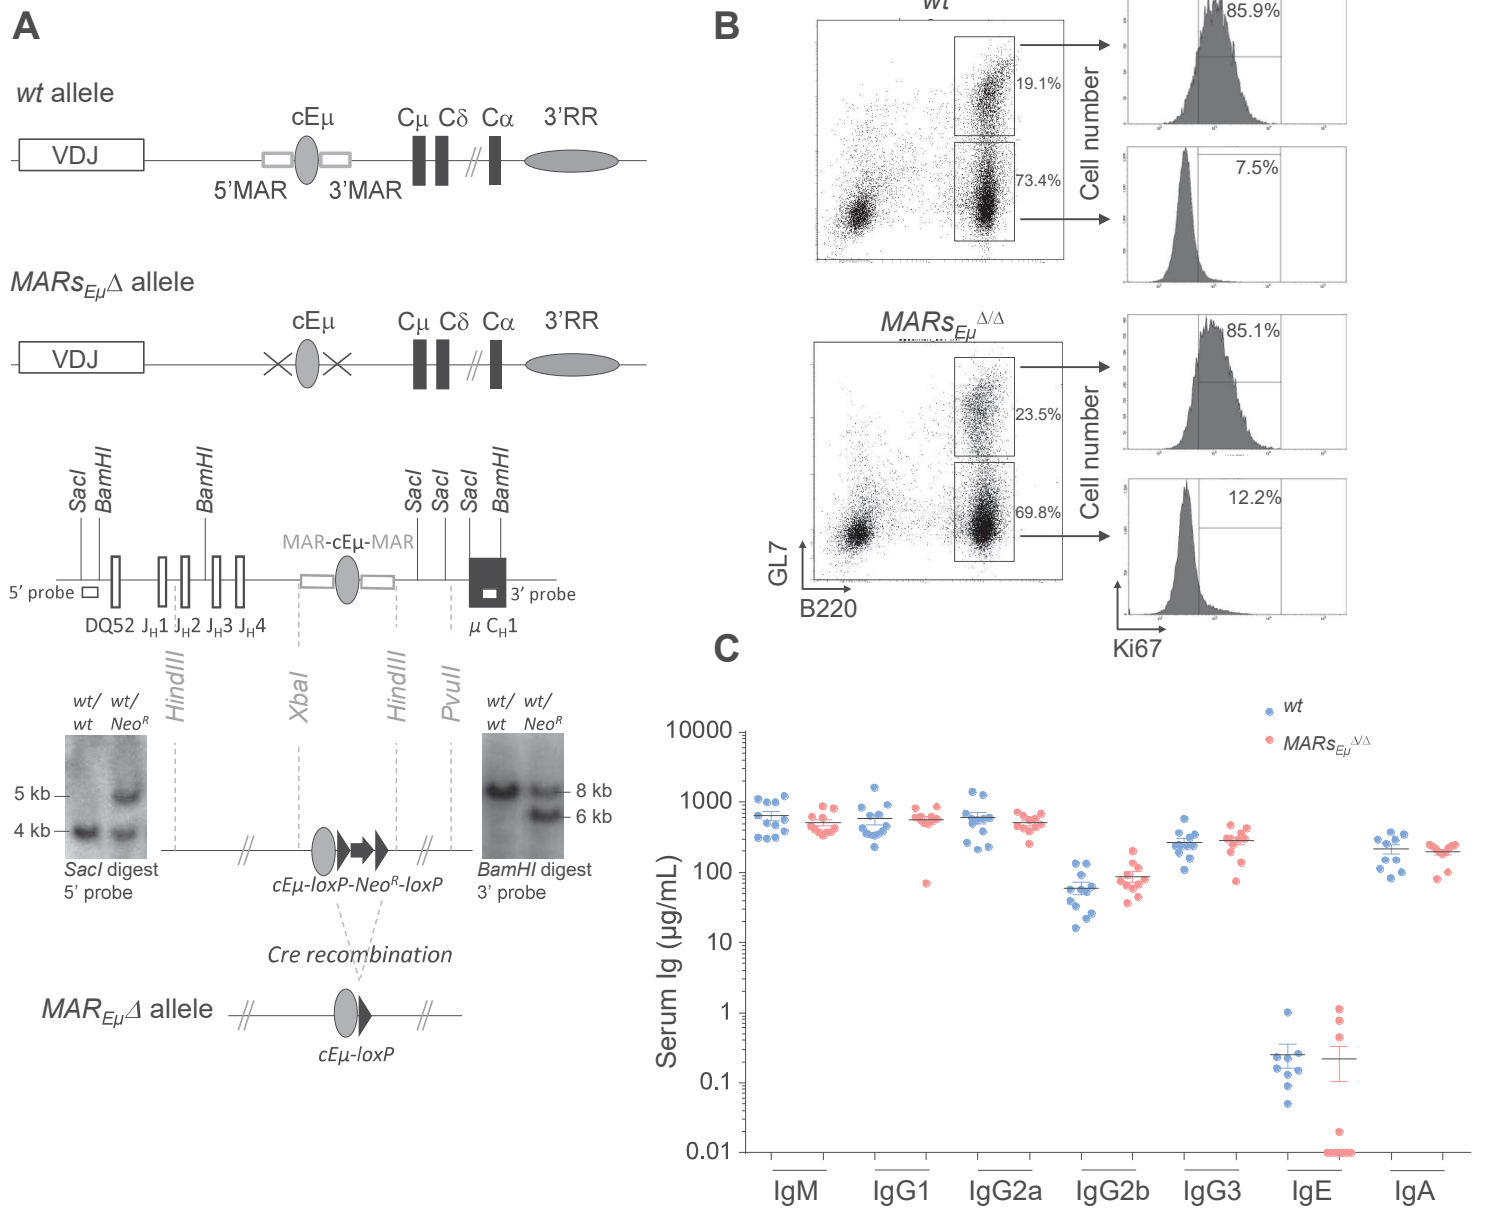 A
wt allele
cEμ
Cμ
Cδ
Cα
3'RR
VDJ
5'MAR
3'MAR
MARsEμΔ allele
cEμ
Cμ
Cδ
Cα
3'RR
VDJ
SacI
BamHI
BamHI
SacI
SacI
SacI
BamHI
MAR-cEμ-MAR
5' probe
3' probe
DQ52 JH1 JH2 JH3 JH4
μ CH1
HindIII
XbaI
HindIII
PvuII
wt/ wt/
wt NeoR
5 kb
4 kb
SacI digest
5' probe
wt/ wt/
wt NeoR
8 kb
6 kb
BamHI digest
3' probe
cEμ-loxP-NeoR-loxP
Cre recombination
MAREμΔ allele
cEμ-loxP
B
wt
19.1%
73.4%
Cell number
85.9%
7.5%
MARsEμΔ/Δ
23.5%
69.8%
Cell number
85.1%
12.2%
GL7
B220
Ki67
C
wt
MARsEμΔ/Δ
Serum Ig (μg/mL)
10000
1000
100
10
1
0.1
0.01
IgM
IgG1
IgG2a
IgG2b
IgG3
IgE
IgA